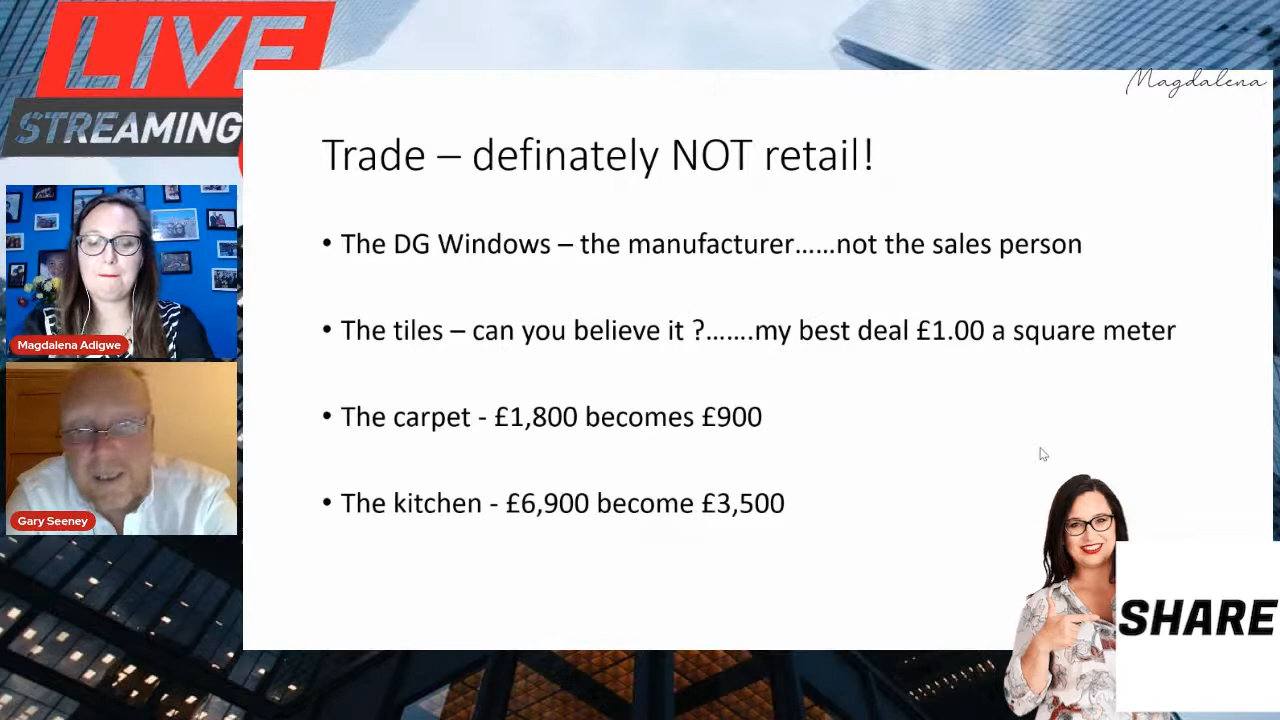 LIVE
STREAMING
Magdalena
Trade – definately NOT retail!
• The DG Windows – the manufacturer……not the sales person
• The tiles – can you believe it ?…….my best deal £1.00 a square meter
• The carpet - £1,800 becomes £900
• The kitchen - £6,900 become £3,500
Magdalena Adigwe
Gary Seeney
SHARE